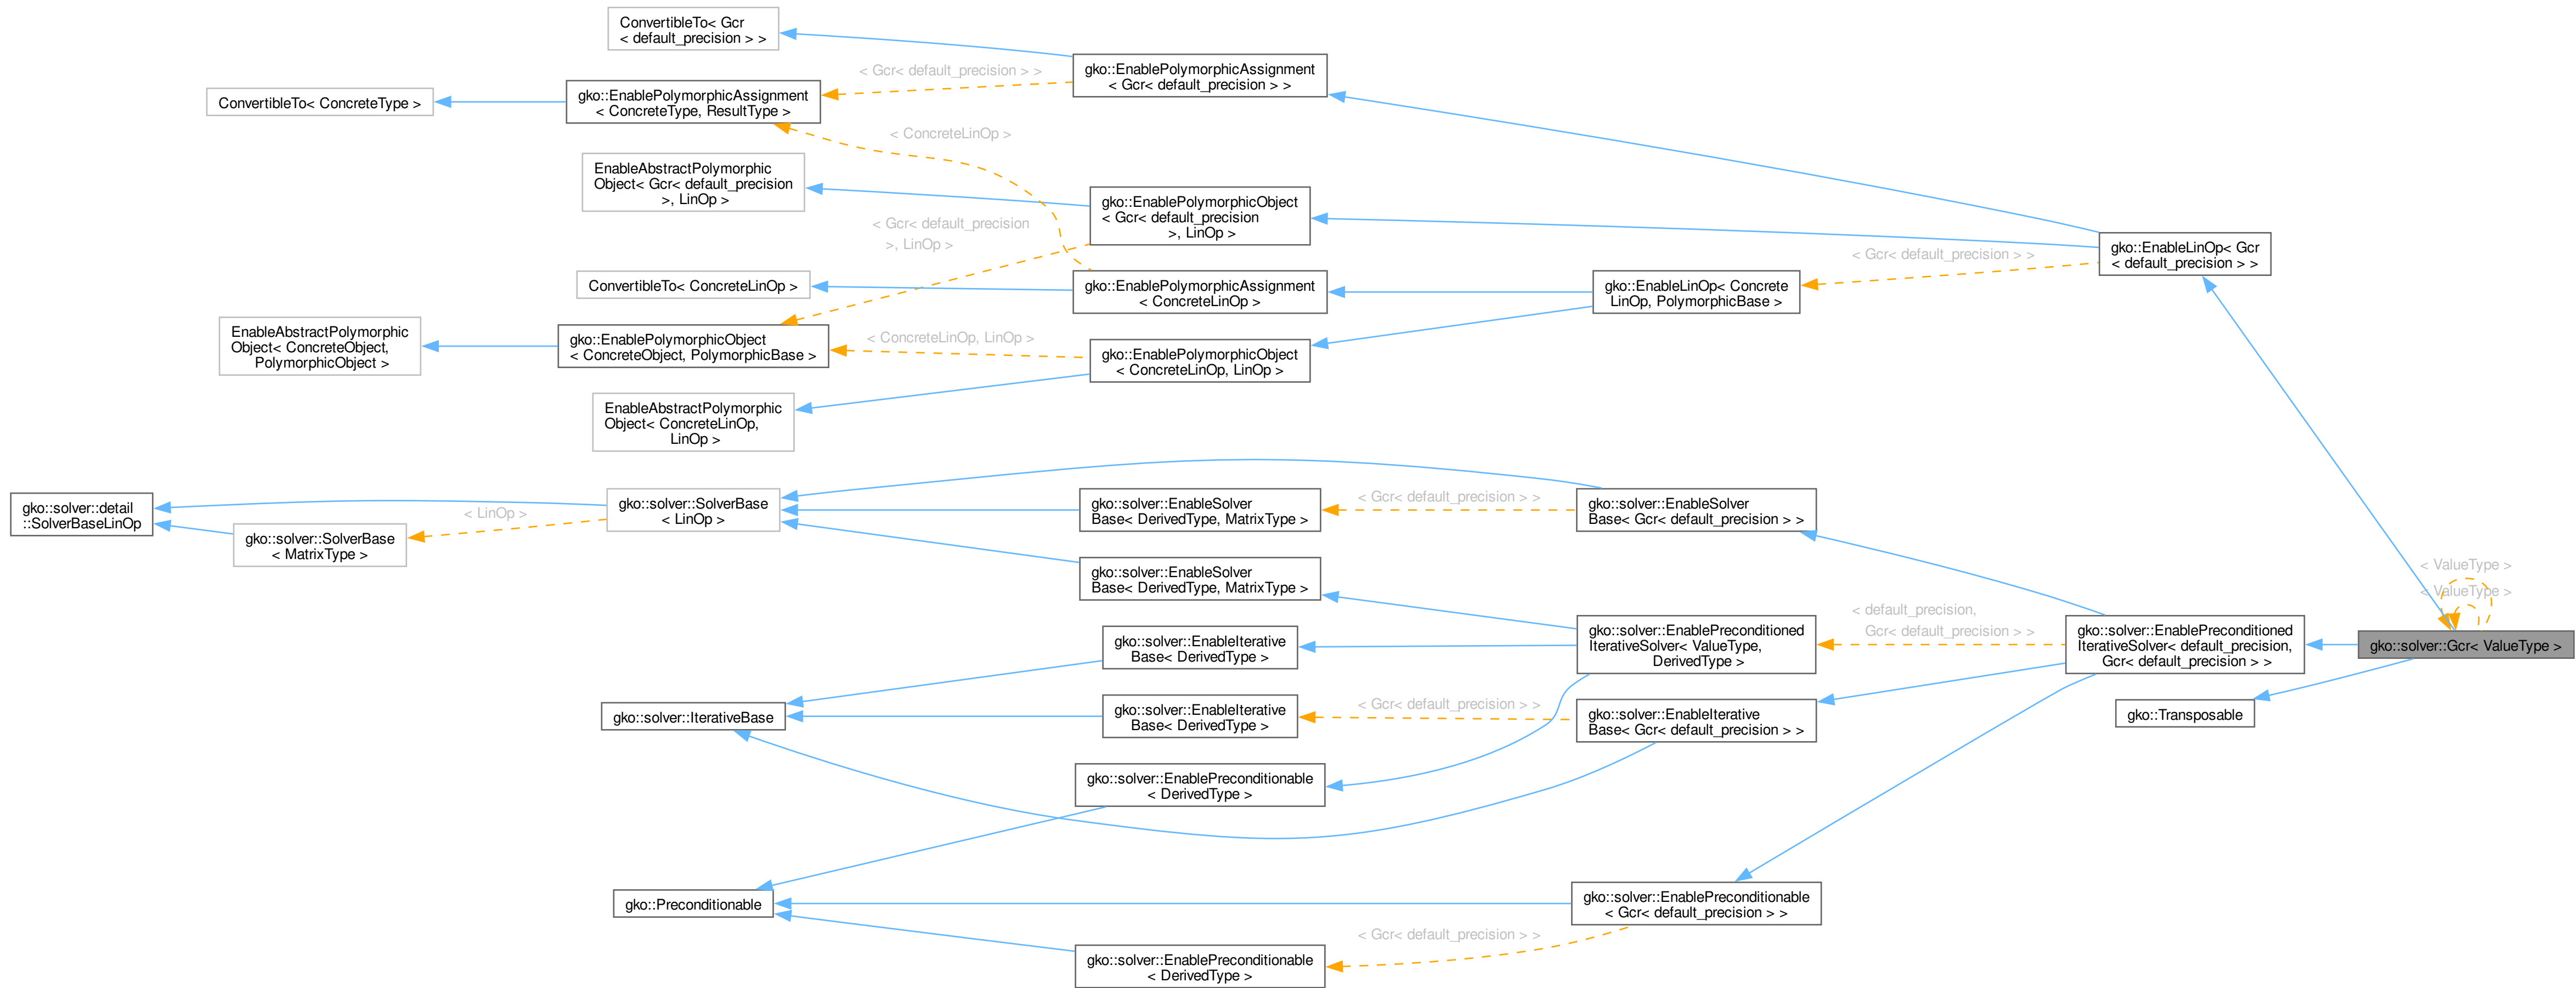 ConvertibleTo< Gcr
< default_precision > >
gko::EnablePolymorphicAssignment
< Gcr< default_precision > >
< Gcr< default_precision > >
ConvertibleTo< ConcreteType >
gko::EnablePolymorphicAssignment
< ConcreteType, ResultType >
< ConcreteLinOp >
EnableAbstractPolymorphic
Object< Gcr< default_precision
>, LinOp >
gko::EnablePolymorphicObject
< Gcr< default_precision
>, LinOp >
< Gcr< default_precision
>, LinOp >
gko::EnableLinOp< Gcr
< default_precision > >
< Gcr< default_precision > >
ConvertibleTo< ConcreteLinOp >
gko::EnablePolymorphicAssignment
< ConcreteLinOp >
gko::EnableLinOp< Concrete
LinOp, PolymorphicBase >
EnableAbstractPolymorphic
Object< ConcreteObject,
PolymorphicObject >
gko::EnablePolymorphicObject
< ConcreteObject, PolymorphicBase >
< ConcreteLinOp, LinOp >
gko::EnablePolymorphicObject
< ConcreteLinOp, LinOp >
EnableAbstractPolymorphic
Object< ConcreteLinOp,
LinOp >
gko::solver::detail
::SolverBaseLinOp
< LinOp >
gko::solver::SolverBase
< MatrixType >
gko::solver::SolverBase
< LinOp >
gko::solver::EnableSolver
Base< DerivedType, MatrixType >
< Gcr< default_precision > >
gko::solver::EnableSolver
Base< Gcr< default_precision > >
gko::solver::EnableSolver
Base< DerivedType, MatrixType >
< ValueType >
< ValueType >
gko::solver::EnableIterative
Base< DerivedType >
gko::solver::EnablePreconditioned
IterativeSolver< ValueType,
DerivedType >
< default_precision,
Gcr< default_precision > >
gko::solver::EnablePreconditioned
IterativeSolver< default_precision,
Gcr< default_precision > >
gko::solver::Gcr< ValueType >
gko::solver::IterativeBase
gko::solver::EnableIterative
Base< DerivedType >
< Gcr< default_precision > >
gko::solver::EnableIterative
Base< Gcr< default_precision > >
gko::Transposable
gko::solver::EnablePreconditionable
< DerivedType >
gko::Preconditionable
gko::solver::EnablePreconditionable
< Gcr< default_precision > >
< Gcr< default_precision > >
gko::solver::EnablePreconditionable
< DerivedType >